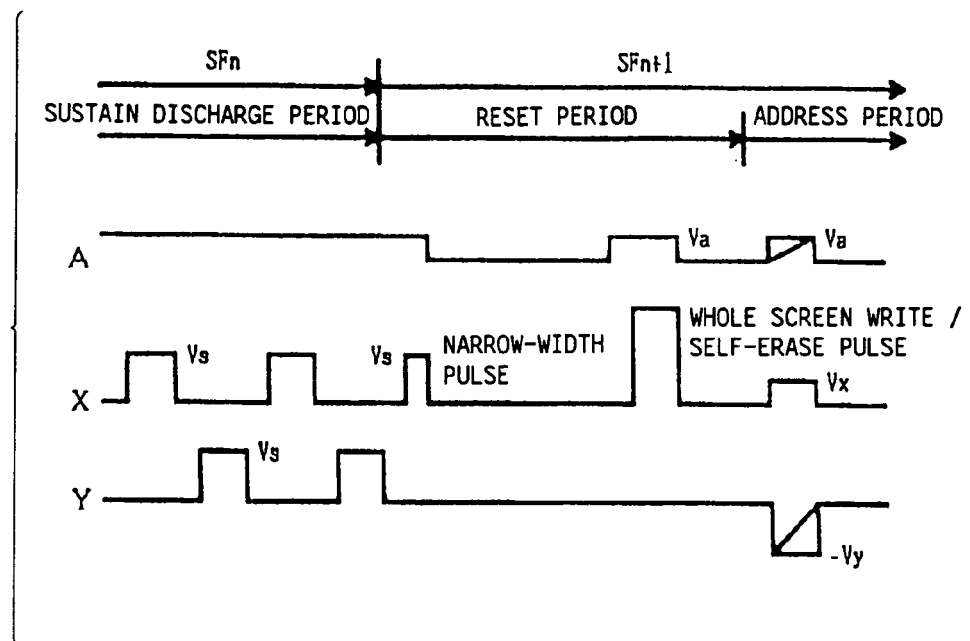 SFn
SFn+1
SUSTAIN DISCHARGE PERIOD
RESET PERIOD
ADDRESS PERIOD
A
Va
Va
X
Vs
Vs
NARROW-WIDTH
PULSE
WHOLE SCREEN WRITE /
SELF-ERASE PULSE
Vx
Y
Vs
-Vy